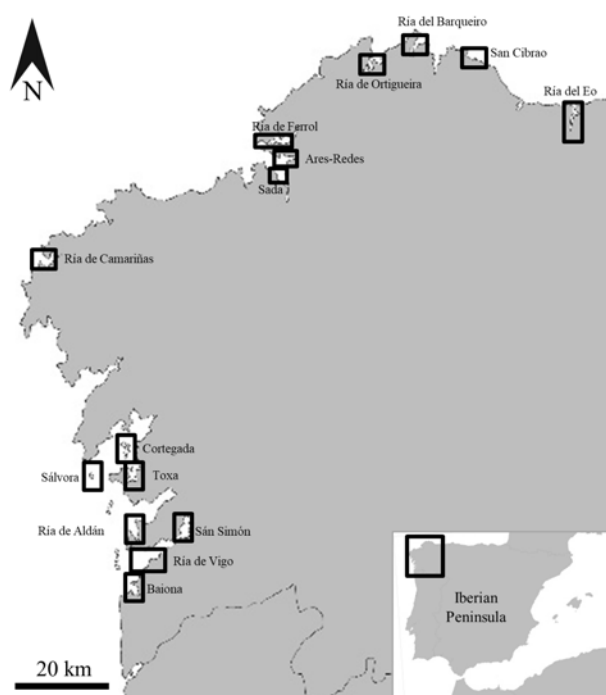 Ría del Barqueiro
San Cibrao
N
Ría de Ortigueira
Ría del Eo
Ría de Ferrol
Ares-Redes
Sada
Ría de Camariñas
Cortegada
Sálvora
Toxa
Ría de Aldán
Sán Simón
Ría de Vigo
Baiona
Iberian
Peninsula
20 km